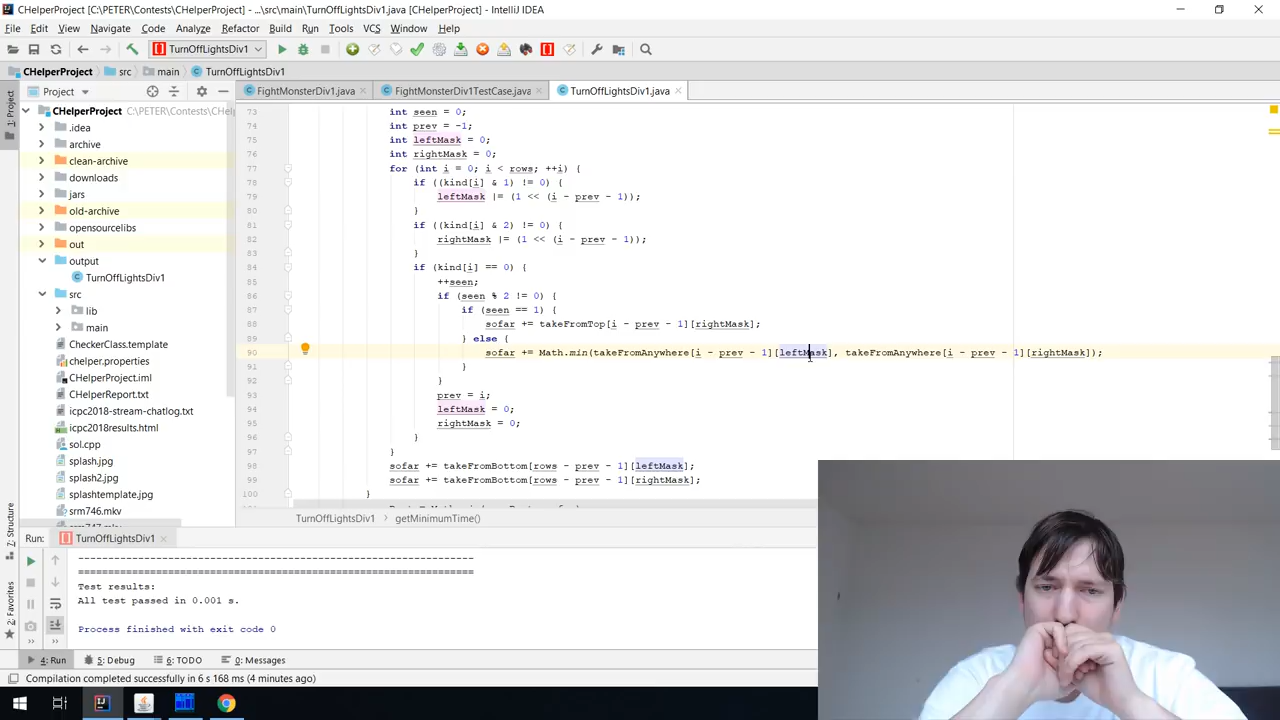 CHelperProject [C:\PETER\Contests\CHelperProject] - ...\src\main\TurnOffLightsDiv1.java [CHelperProject] - IntelliJ IDEA
File Edit View Navigate Code Analyze Refactor Build Run Tools VCS Window Help
TurnOffLightsDiv1
CHelperProject src main TurnOffLightsDiv1
Project
FightMonsterDiv1.java FightMonsterDiv1TestCase.java TurnOffLightsDiv1.java
1: Project
CHelperProject C:\PETER\Contests\CHel
.idea
archive
clean-archive
downloads
jars
old-archive
opensourcelibs
out
output
TurnOffLightsDiv1
src
lib
main
CheckerClass.template
chelper.properties
CHelperProject.iml
CHelperReport.txt
icpc2018-stream-chatlog.txt
icpc2018results.html
sol.cpp
splash.jpg
splash2.jpg
splashtemplate.jpg
srm746.mkv
73 int seen = 0;
74 int prev = -1;
75 int leftMask = 0;
76 int rightMask = 0;
77 for (int i = 0; i < rows; ++i) {
78 if ((kind[i] & 1) != 0) {
79 leftMask |= (1 << (i - prev - 1));
80 }
81 if ((kind[i] & 2) != 0) {
82 rightMask |= (1 << (i - prev - 1));
83 }
84 if (kind[i] == 0) {
85 ++seen;
86 if (seen % 2 != 0) {
87 if (seen == 1) {
88 sofar += takeFromTop[i - prev - 1][rightMask];
89 } else {
90 sofar += Math.min(takeFromAnywhere[i - prev - 1][leftMask], takeFromAnywhere[i - prev - 1][rightMask]);
91 }
92 }
93 prev = i;
94 leftMask = 0;
95 rightMask = 0;
96 }
97 }
98 sofar += takeFromBottom[rows - prev - 1][leftMask];
99 sofar += takeFromBottom[rows - prev - 1][rightMask];
100 }
TurnOffLightsDiv1 getMinimumTime()
7: Structure
2: Favorites
Run: TurnOffLightsDiv1
Test results:
All test passed in 0.001 s.
Process finished with exit code 0
4: Run 5: Debug 6: TODO 0: Messages
Compilation completed successfully in 6 s 168 ms (4 minutes ago)